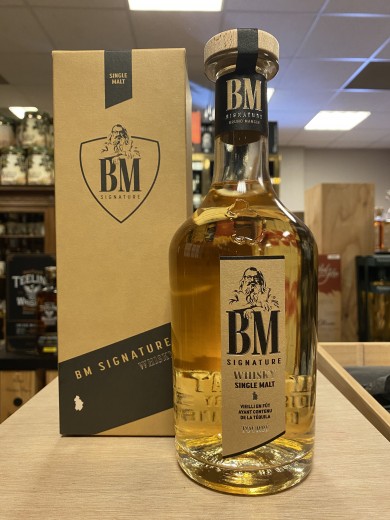 SINGLE
MALT
BM
SIGNATURE
BM SIGNATURE
WHISKY
BM
SIGNATURE
BM
SIGNATURE
WHISKY
SINGLE MALT
VIEILLI EN FÛT
AYANT CONTENU
DE LA TÉQUILA
TEELING